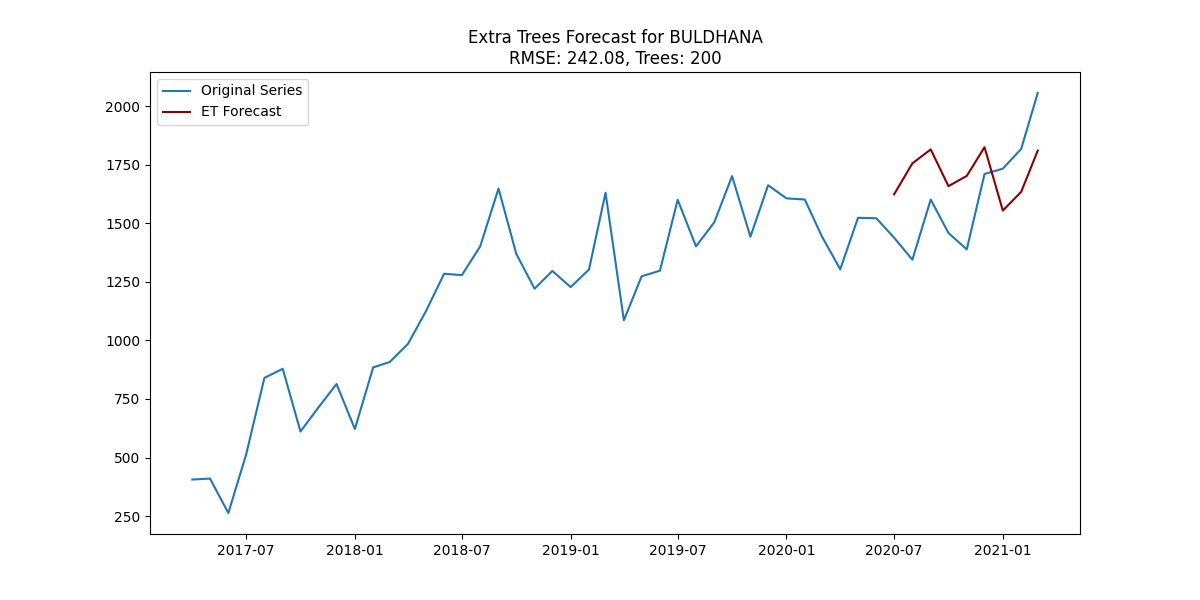 Extra Trees Forecast for BULDHANA
RMSE: 242.08, Trees: 200
Original Series
ET Forecast
2000
1750
1500
1250
1000
750
500
250
2017-07 2018-01 2018-07 2019-01 2019-07 2020-01 2020-07 2021-01